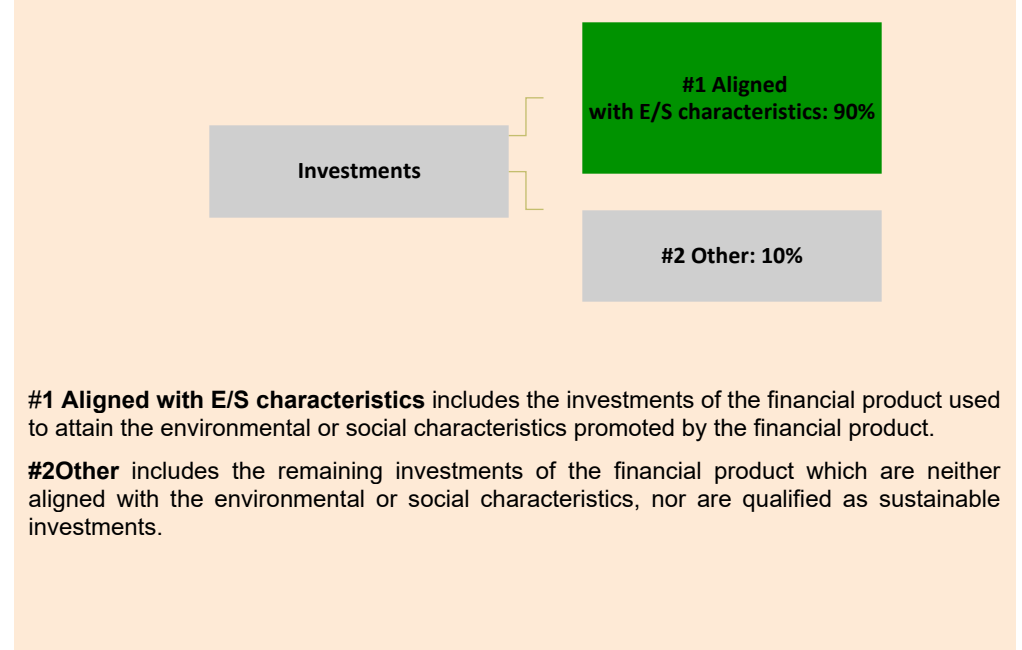 #1 Aligned
with E/S characteristics: 90%
Investments
#2 Other: 10%
#1 Aligned with E/S characteristics includes the investments of the financial product used
to attain the environmental or social characteristics promoted by the financial product.
#2Other includes the remaining investments of the financial product which are neither
aligned with the environmental or social characteristics, nor are qualified as sustainable
investments.